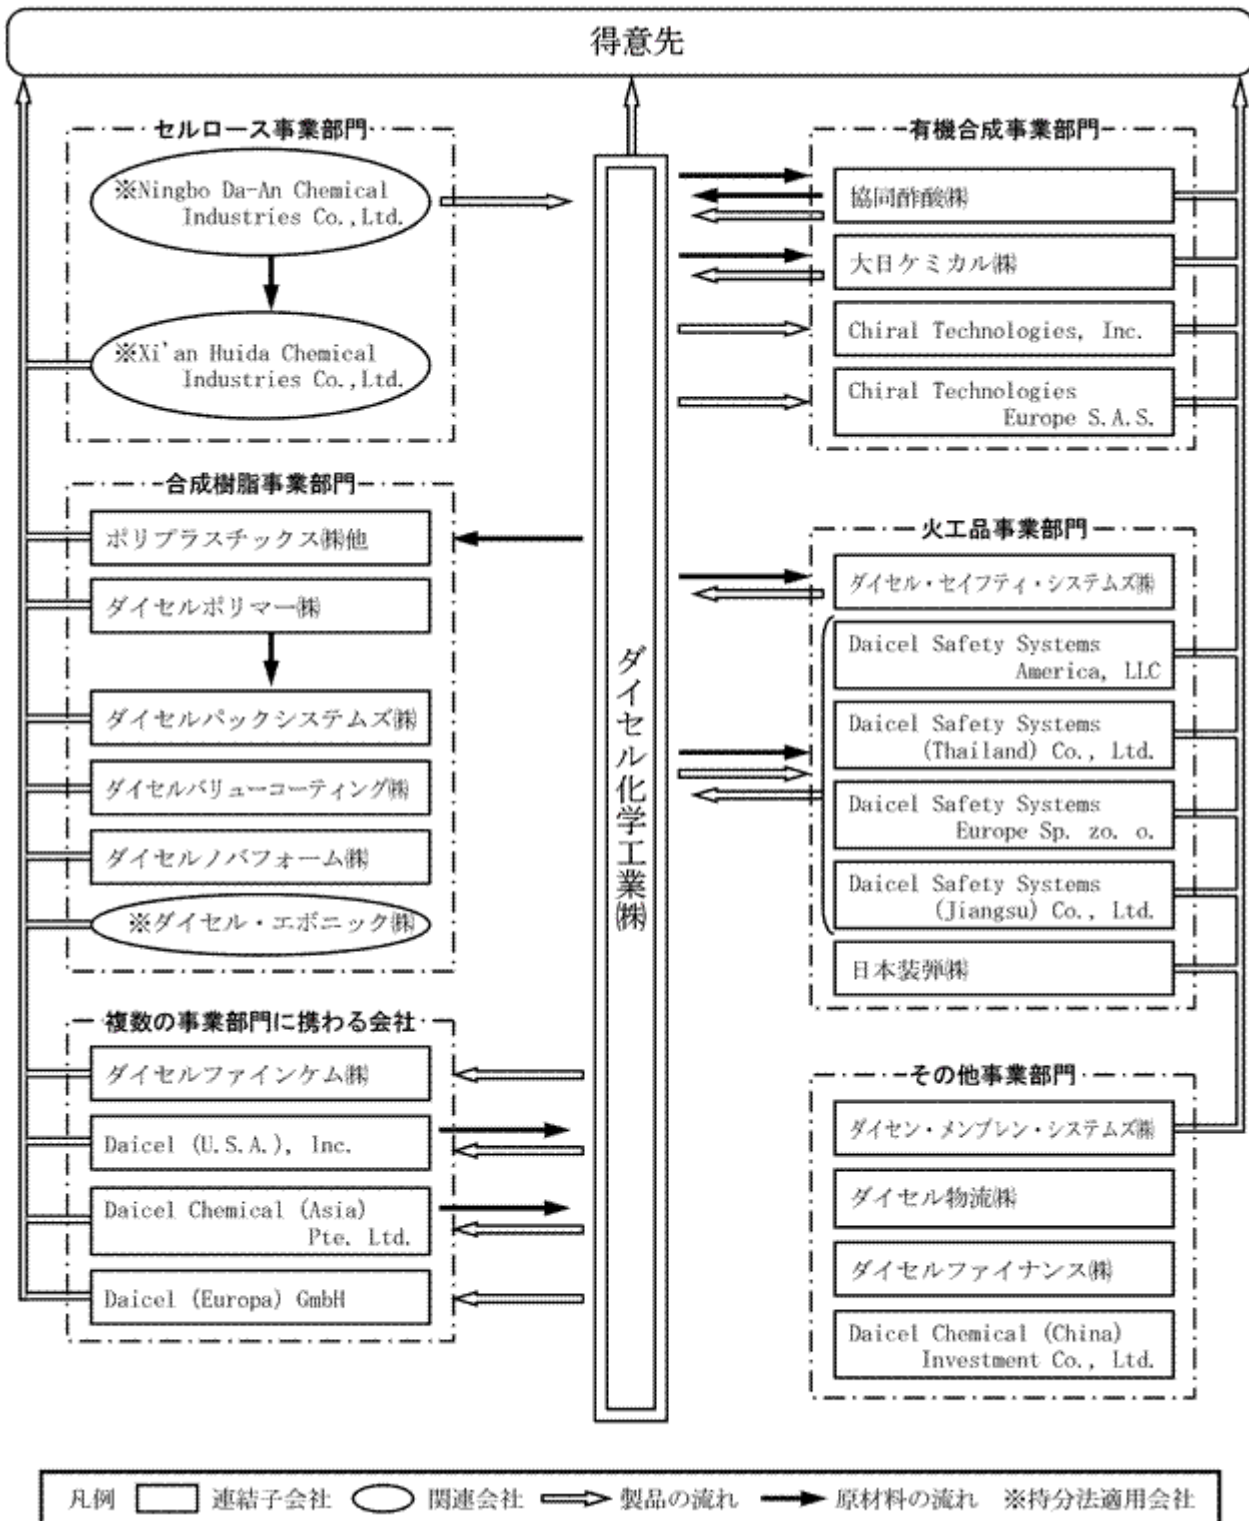 得意先
セルロース事業部門
※Ningbo Da-An Chemical
Industries Co.,Ltd.
※Xi'an Huida Chemical
Industries Co.,Ltd.
合成樹脂事業部門
ポリプラスチックス㈱他
ダイセルポリマー㈱
ダイセルパックシステムズ㈱
ダイセルバリューコーティング㈱
ダイセルノバフォーム㈱
※ダイセル・エボニック㈱
複数の事業部門に携わる会社
ダイセルファインケム㈱
Daicel (U.S.A.), Inc.
Daicel Chemical (Asia)
Pte. Ltd.
Daicel (Europa) GmbH
ダイセル化学工業㈱
有機合成事業部門
協同酢酸㈱
大日ケミカル㈱
Chiral Technologies, Inc.
Chiral Technologies
Europe S.A.S.
火工品事業部門
ダイセル・セイフティ・システムズ㈱
Daicel Safety Systems
America, LLC
Daicel Safety Systems
(Thailand) Co., Ltd.
Daicel Safety Systems
Europe Sp. zo. o.
Daicel Safety Systems
(Jiangsu) Co., Ltd.
日本装弾㈱
その他事業部門
ダイセン・メンブレン・システムズ㈱
ダイセル物流㈱
ダイセルファイナンス㈱
Daicel Chemical (China)
Investment Co., Ltd.
凡例 連結子会社 関連会社 製品の流れ 原材料の流れ ※持分法適用会社